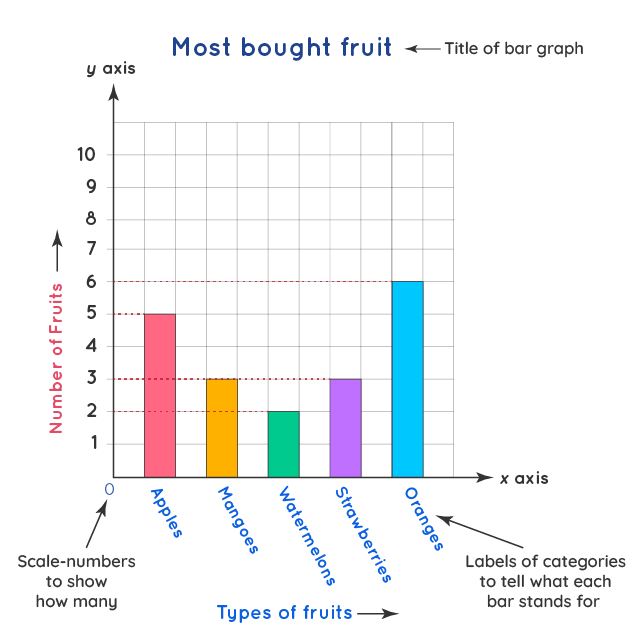 Most bought fruit
Title of bar graph
y axis
10
9
8
7
6
5
4
3
2
1
0
Number of Fruits
x axis
Apples
Mangoes
Watermelons
Strawberries
Oranges
Scale-numbers
to show
how many
Labels of categories
to tell what each
bar stands for
Types of fruits